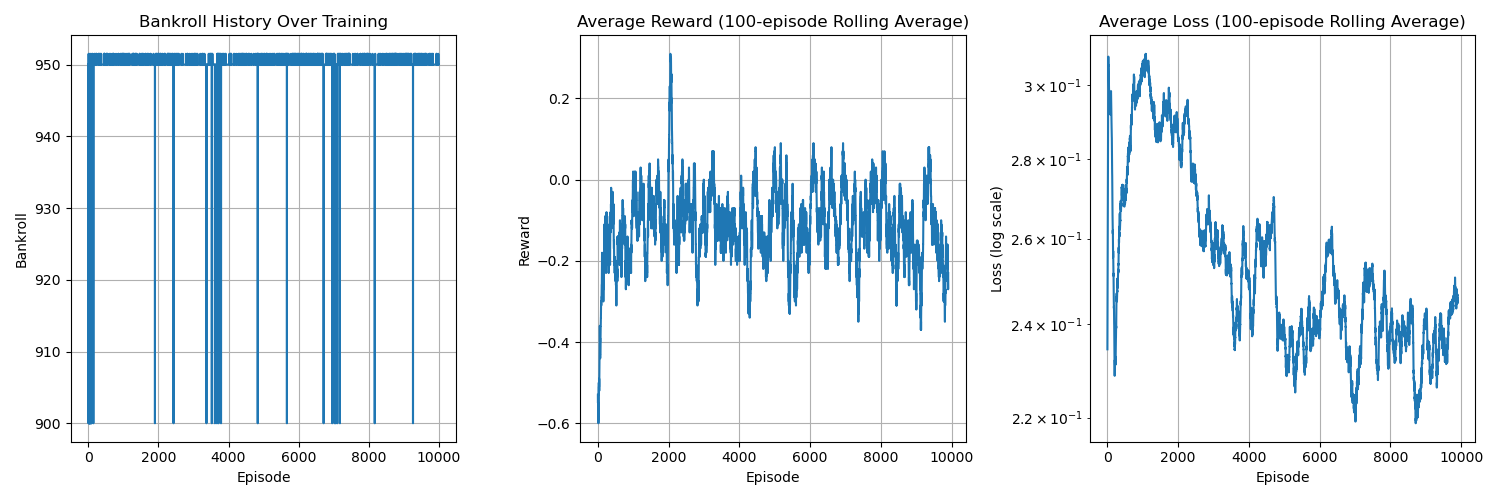 Bankroll History Over Training
950
940
930
920
910
900
Bankroll
0
2000
4000
6000
8000
10000
Episode
Average Reward (100-episode Rolling Average)
0.2
0.0
−0.2
−0.4
−0.6
Reward
0
2000
4000
6000
8000
10000
Episode
Average Loss (100-episode Rolling Average)
3 × 10⁻¹
2.8 × 10⁻¹
2.6 × 10⁻¹
2.4 × 10⁻¹
2.2 × 10⁻¹
Loss (log scale)
0
2000
4000
6000
8000
10000
Episode